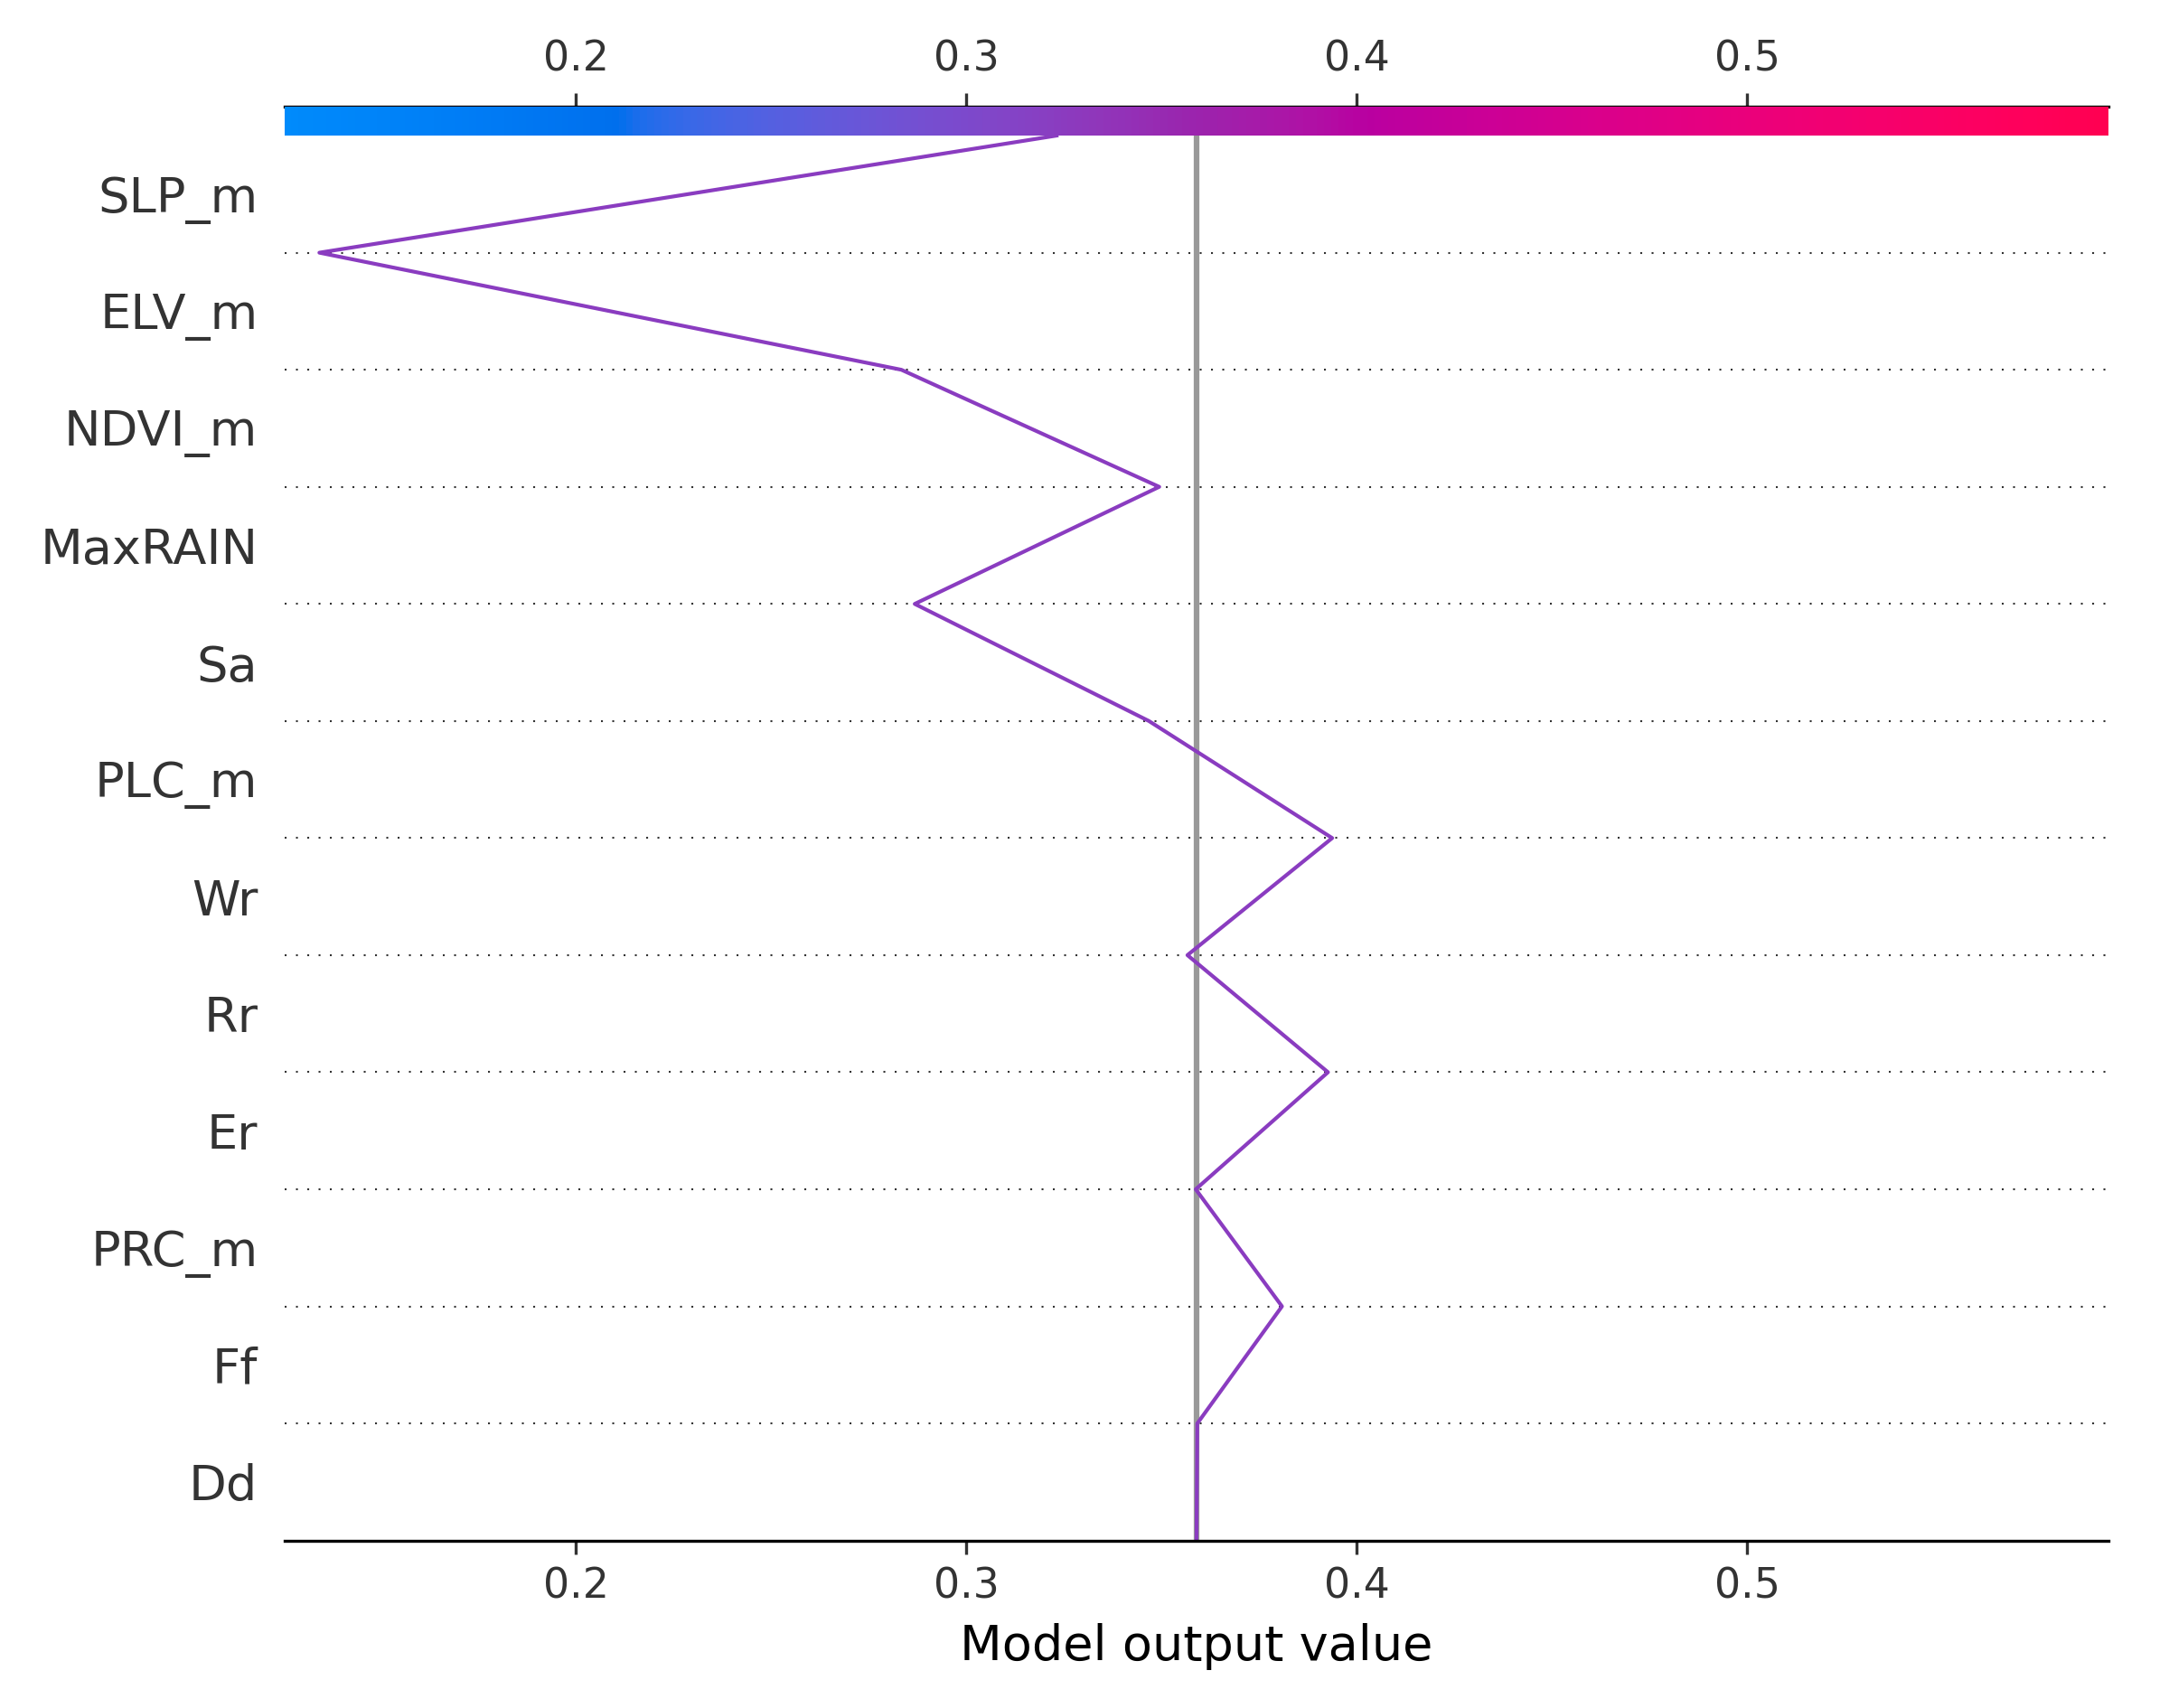 0.2 0.3 0.4 0.5
SLP_m
ELV_m
NDVI_m
MaxRAIN
Sa
PLC_m
Wr
Rr
Er
PRC_m
Ff
Dd
0.2 0.3 0.4 0.5
Model output value